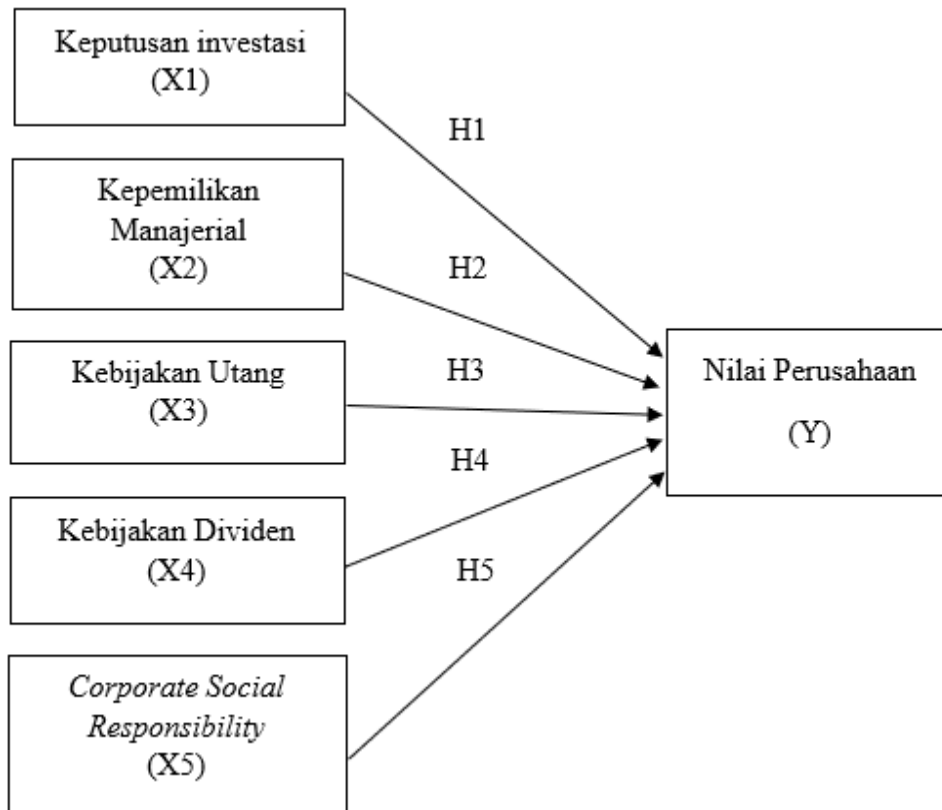 Keputusan investasi
(X1)
H1
Kepemilikan
Manajerial
(X2)
H2
Kebijakan Utang
(X3)
H3
Nilai Perusahaan
(Y)
H4
Kebijakan Dividen
(X4)
H5
Corporate Social
Responsibility
(X5)